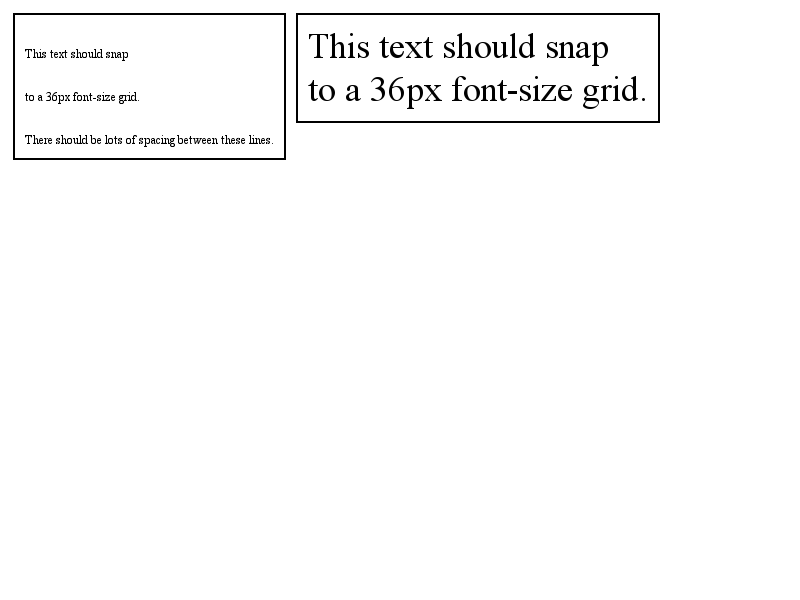 This text should snap
to a 36px font-size grid.
There should be lots of spacing between these lines.
This text should snap
to a 36px font-size grid.